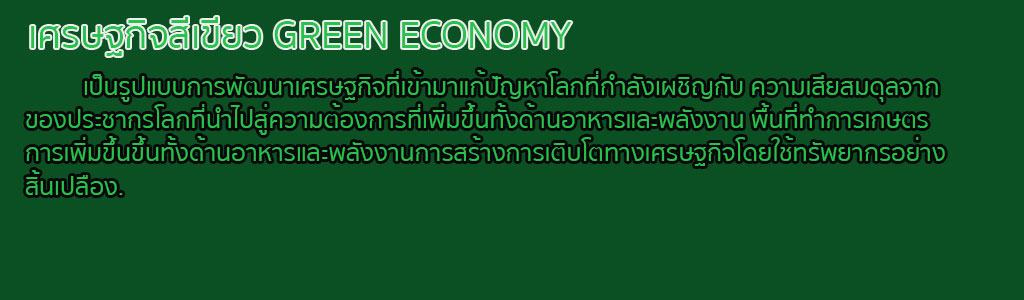 เศรษฐกิจสีเขียว GREEN ECONOMY
เป็นรูปแบบการพัฒนาเศรษฐกิจที่เข้ามาแก้ปัญหาโลกที่กำลังเผชิญกับ ความเสียสมดุลจาก
ของประชากรโลกที่นำไปสู่ความต้องการที่เพิ่มขึ้นทั้งด้านอาหารและพลังงาน พื้นที่ทำการเกษตร
การเพิ่มขึ้นขึ้นทั้งด้านอาหารและพลังงานการสร้างการเติบโตทางเศรษฐกิจโดยใช้ทรัพยากรอย่าง
สิ้นเปลือง.